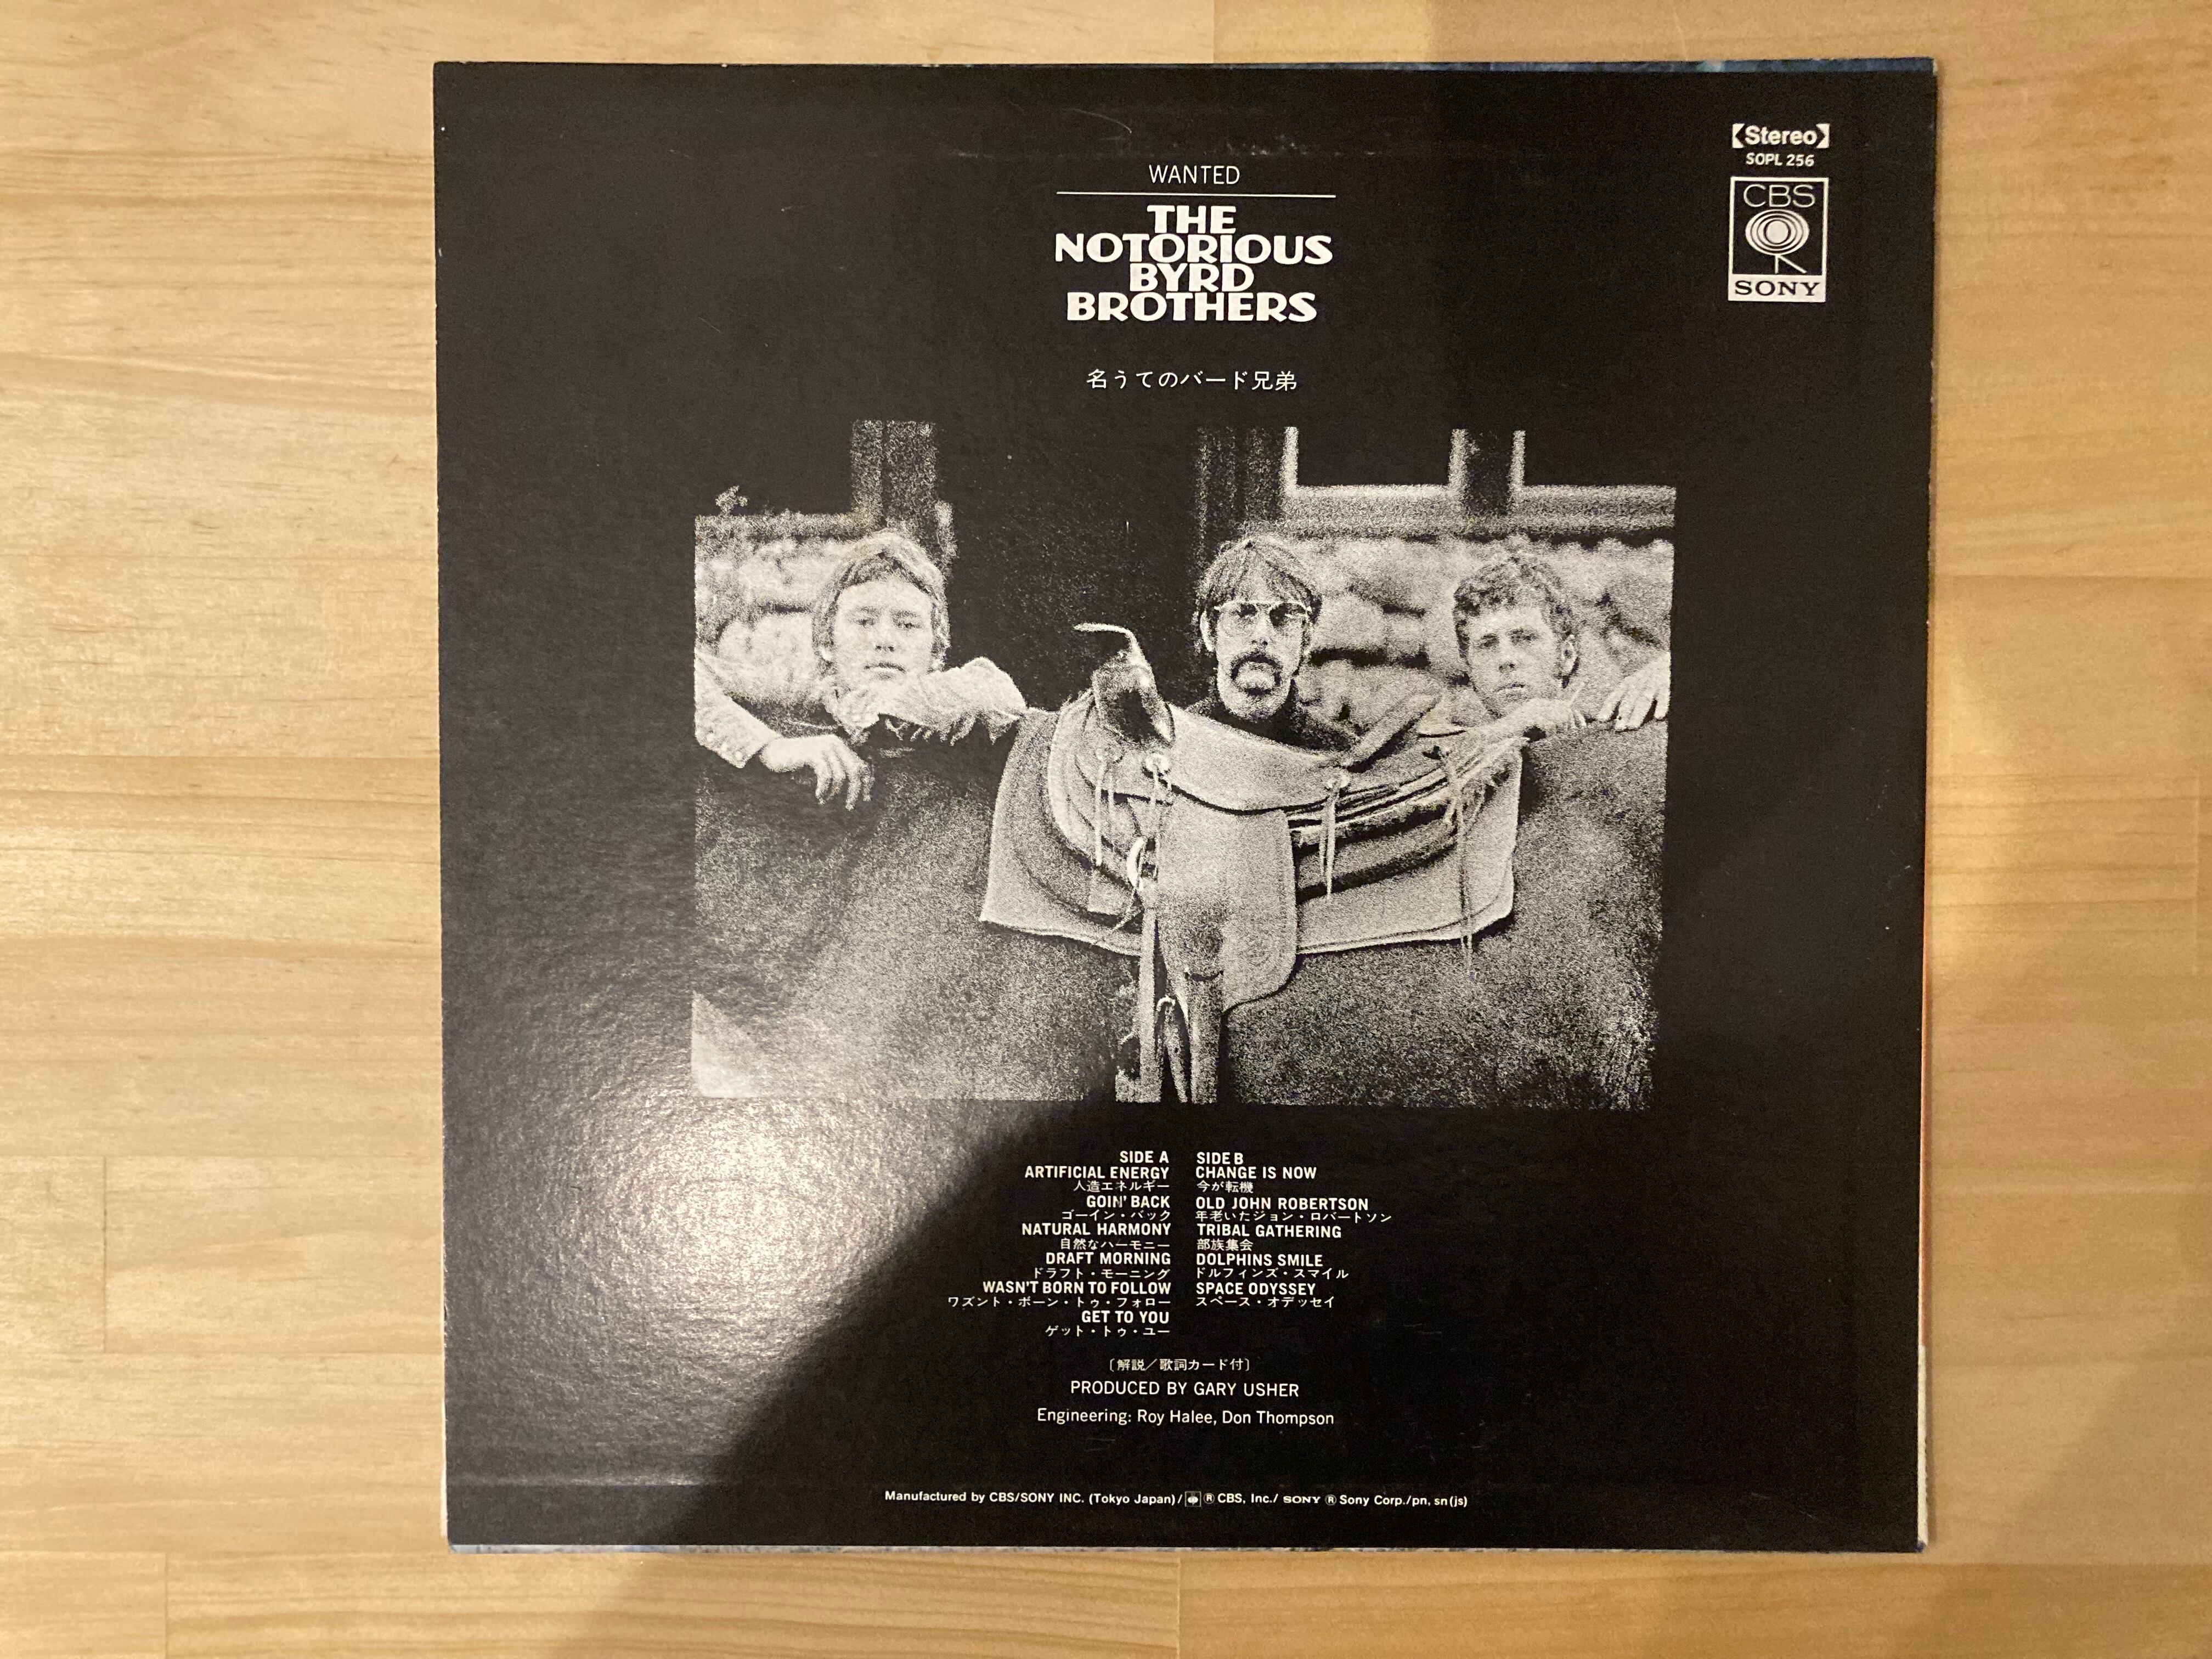 【Stereo】
SOPL 256
CBS
SONY
WANTED
THE
NOTORIOUS
BYRD
BROTHERS
名うてのバード兄弟
SIDE A
ARTIFICIAL ENERGY
人造エネルギー
GOIN' BACK
ゴーイン・バック
NATURAL HARMONY
自然なハーモニー
DRAFT MORNING
ドラフト・モーニング
WASN'T BORN TO FOLLOW
ワズント・ボーン・トゥ・フォロー
GET TO YOU
ゲット・トゥ・ユー
SIDE B
CHANGE IS NOW
今が転機
OLD JOHN ROBERTSON
年老いたジョン・ロバートソン
TRIBAL GATHERING
部族集会
DOLPHINS SMILE
ドルフィンズ・スマイル
SPACE ODYSSEY
スペース・オデッセイ
〔解説／歌詞カード付〕
PRODUCED BY GARY USHER
Engineering: Roy Halee, Don Thompson
Manufactured by CBS/SONY INC. (Tokyo Japan)/ ® CBS, Inc./ SONY ® Sony Corp./pn, sn(js)